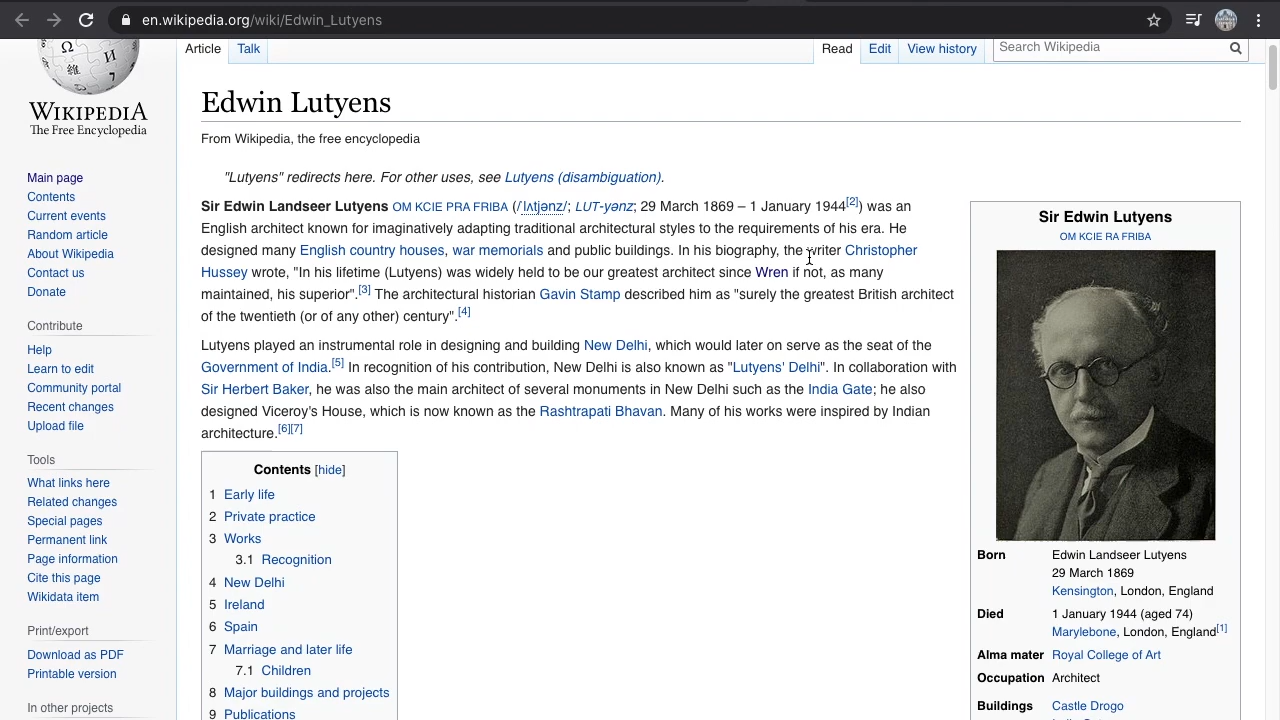 en.wikipedia.org/wiki/Edwin_Lutyens
WIKIPEDIA
The Free Encyclopedia
Main page
Contents
Current events
Random article
About Wikipedia
Contact us
Donate
Contribute
Help
Learn to edit
Community portal
Recent changes
Upload file
Tools
What links here
Related changes
Special pages
Permanent link
Page information
Cite this page
Wikidata item
Print/export
Download as PDF
Printable version
In other projects
Article
Talk
Read
Edit
View history
Search Wikipedia
Edwin Lutyens
From Wikipedia, the free encyclopedia
"Lutyens" redirects here. For other uses, see Lutyens (disambiguation).
Sir Edwin Landseer Lutyens OM KCIE PRA FRIBA (/ˈlʌtjənz/; LUT-yənz; 29 March 1869 – 1 January 1944[2]) was an
English architect known for imaginatively adapting traditional architectural styles to the requirements of his era. He
designed many English country houses, war memorials and public buildings. In his biography, the writer Christopher
Hussey wrote, "In his lifetime (Lutyens) was widely held to be our greatest architect since Wren if not, as many
maintained, his superior".[3] The architectural historian Gavin Stamp described him as "surely the greatest British architect
of the twentieth (or of any other) century".[4]
Lutyens played an instrumental role in designing and building New Delhi, which would later on serve as the seat of the
Government of India.[5] In recognition of his contribution, New Delhi is also known as "Lutyens' Delhi". In collaboration with
Sir Herbert Baker, he was also the main architect of several monuments in New Delhi such as the India Gate; he also
designed Viceroy's House, which is now known as the Rashtrapati Bhavan. Many of his works were inspired by Indian
architecture.[6][7]
Contents [hide]
1 Early life
2 Private practice
3 Works
3.1 Recognition
4 New Delhi
5 Ireland
6 Spain
7 Marriage and later life
7.1 Children
8 Major buildings and projects
9 Publications
Sir Edwin Lutyens
OM KCIE RA FRIBA
Born Edwin Landseer Lutyens
29 March 1869
Kensington, London, England
Died 1 January 1944 (aged 74)
Marylebone, London, England[1]
Alma mater Royal College of Art
Occupation Architect
Buildings Castle Drogo